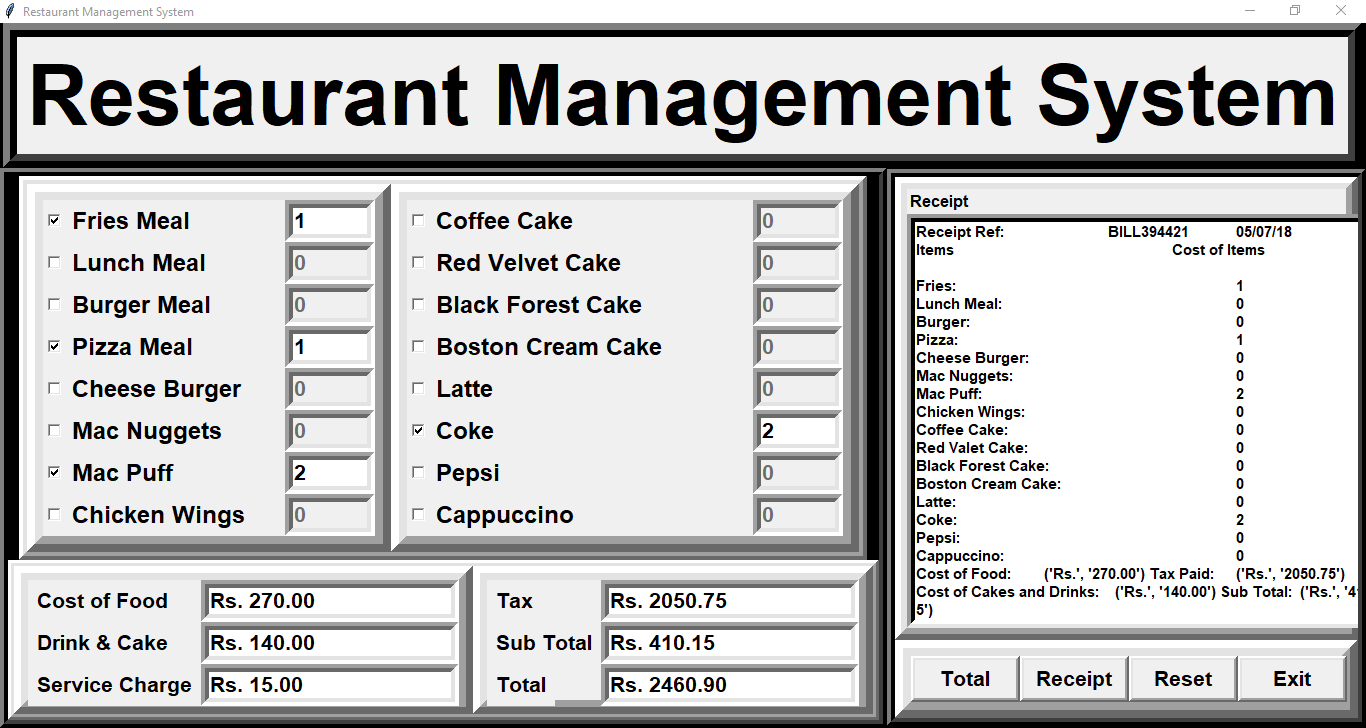 Restaurant Management System
Restaurant Management System
Fries Meal 1
Lunch Meal 0
Burger Meal 0
Pizza Meal 1
Cheese Burger 0
Mac Nuggets 0
Mac Puff 2
Chicken Wings 0
Coffee Cake 0
Red Velvet Cake 0
Black Forest Cake 0
Boston Cream Cake 0
Latte 0
Coke 2
Pepsi 0
Cappuccino 0
Cost of Food Rs. 270.00
Drink & Cake Rs. 140.00
Service Charge Rs. 15.00
Tax Rs. 2050.75
Sub Total Rs. 410.15
Total Rs. 2460.90
Receipt
Receipt Ref: BILL394421 05/07/18
Items Cost of Items
Fries: 1
Lunch Meal: 0
Burger: 0
Pizza: 1
Cheese Burger: 0
Mac Nuggets: 0
Mac Puff: 2
Chicken Wings: 0
Coffee Cake: 0
Red Valet Cake: 0
Black Forest Cake: 0
Boston Cream Cake: 0
Latte: 0
Coke: 2
Pepsi: 0
Cappuccino: 0
Cost of Food: ('Rs.', '270.00') Tax Paid: ('Rs.', '2050.75')
Cost of Cakes and Drinks: ('Rs.', '140.00') Sub Total: ('Rs.',
5')
Total Receipt Reset Exit